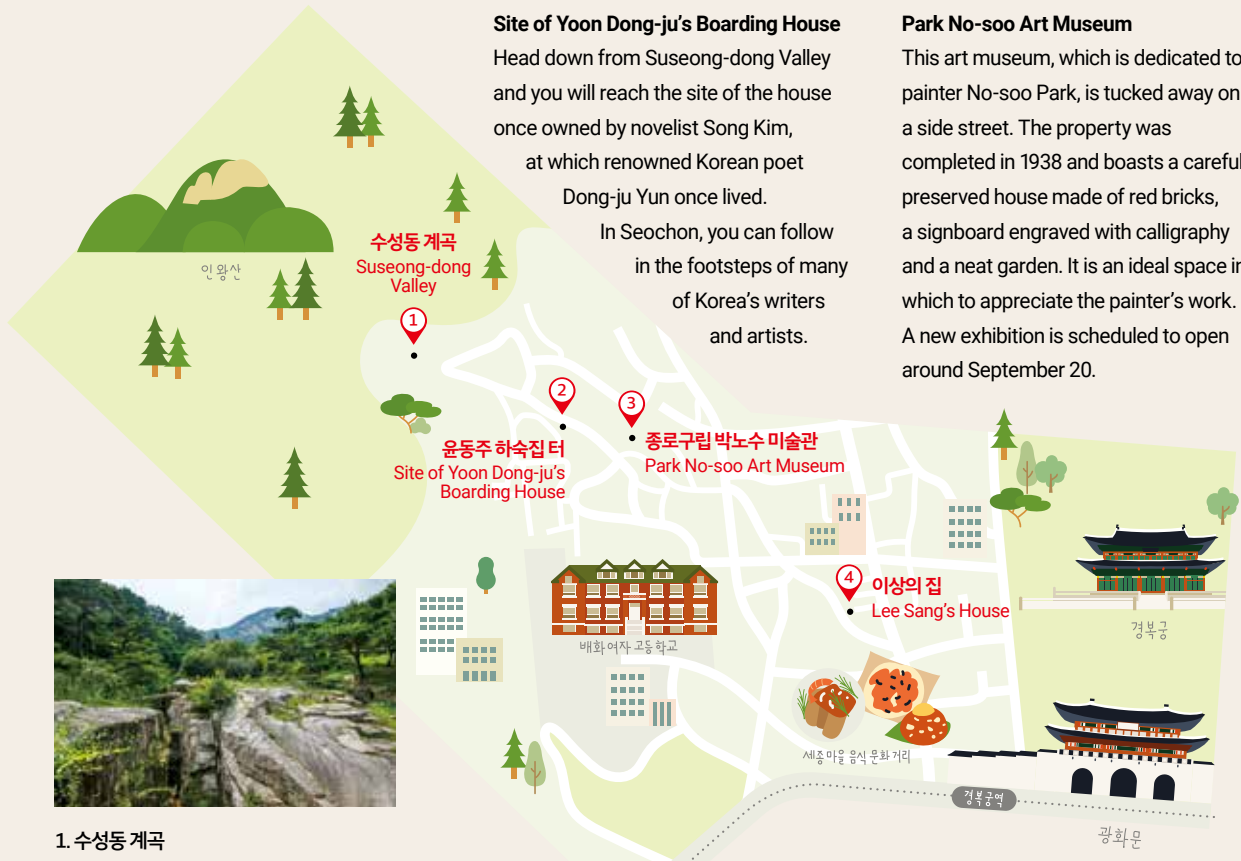 Site of Yoon Dong-ju’s Boarding House
Head down from Suseong-dong Valley
and you will reach the site of the house
once owned by novelist Song Kim,
at which renowned Korean poet
Dong-ju Yun once lived.
In Seochon, you can follow
in the footsteps of many
of Korea’s writers
and artists.
Park No-soo Art Museum
This art museum, which is dedicated to
painter No-soo Park, is tucked away on
a side street. The property was
completed in 1938 and boasts a careful
preserved house made of red bricks,
a signboard engraved with calligraphy
and a neat garden. It is an ideal space in
which to appreciate the painter’s work.
A new exhibition is scheduled to open
around September 20.
인왕산
수성동 계곡
Suseong-dong
Valley
1
2
윤동주 하숙집 터
Site of Yoon Dong-ju’s
Boarding House
3
종로구립 박노수 미술관
Park No-soo Art Museum
4
이상의 집
Lee Sang’s House
배화여자 고등학교
경복궁
세종마을 음식 문화 거리
경복궁역
광화문
1. 수성동 계곡